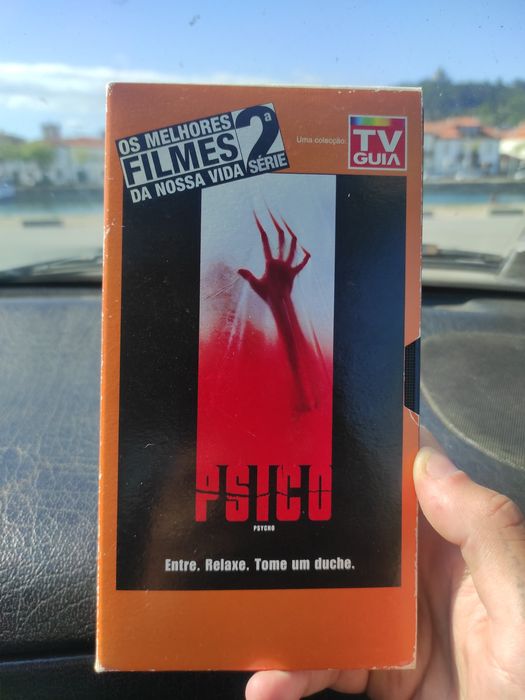 OS MELHORES
FILMES
DA NOSSA VIDA
2ª
SÉRIE
Uma colecção:
TV
GUIA
PSICO
PSYCHO
Entre. Relaxe. Tome um duche.